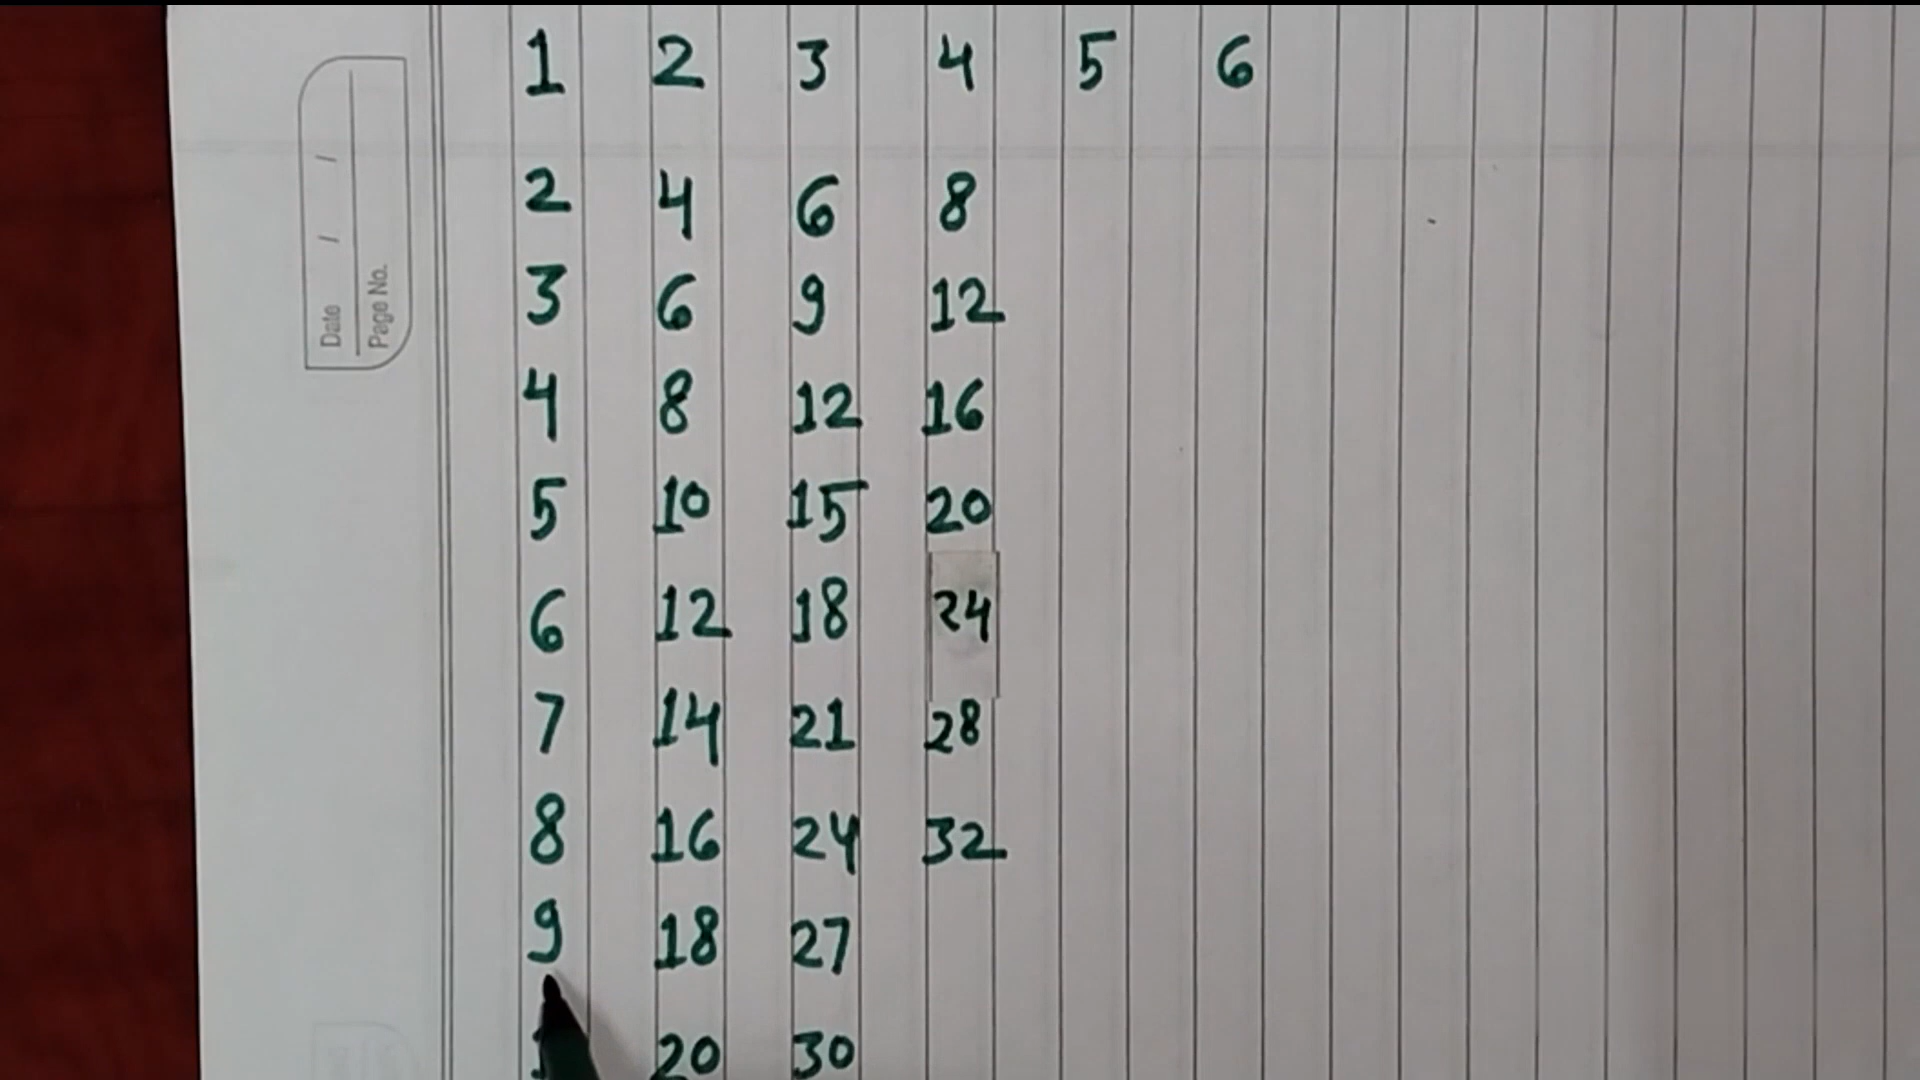 1 2 3 4 5 6
2 4 6 8
3 6 9 12
4 8 12 16
5 10 15 20
6 12 18 24
7 14 21 28
8 16 24 32
9 18 27
20 30
Date / /
Page No.